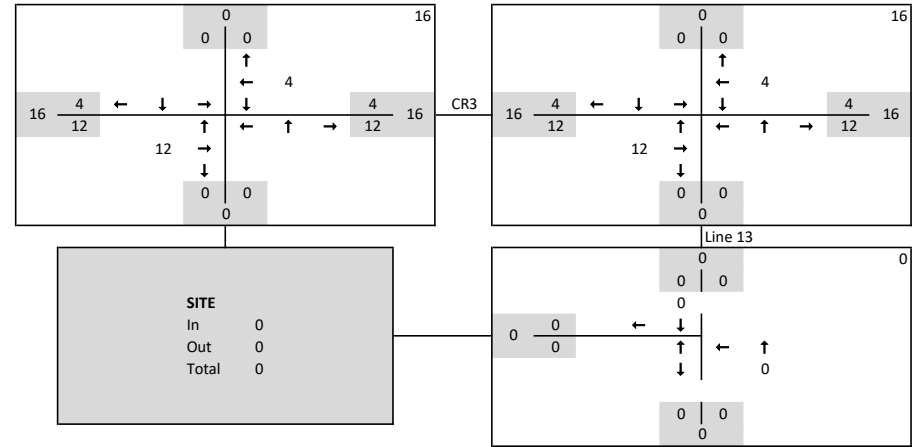 0 16 0 16
0 0 0 0
4 4
16 4 4 16 CR3 16 4 4 16
12 12 12 12
12 12
0 0 0 0
0 0
Line 13
0 0
0 0
SITE 0
In 0 0 0
Out 0 0
Total 0 0
0 0
0